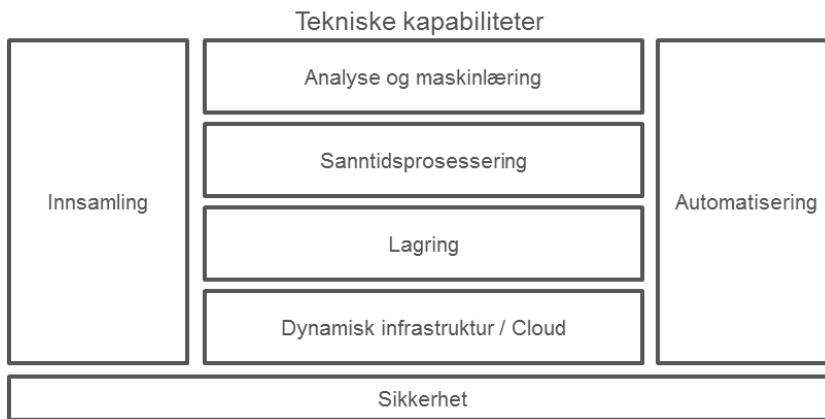 Tekniske kapabiliteter
Innsamling
Analyse og maskinlæring
Sanntidsprosessering
Lagring
Dynamisk infrastruktur / Cloud
Automatisering
Sikkerhet